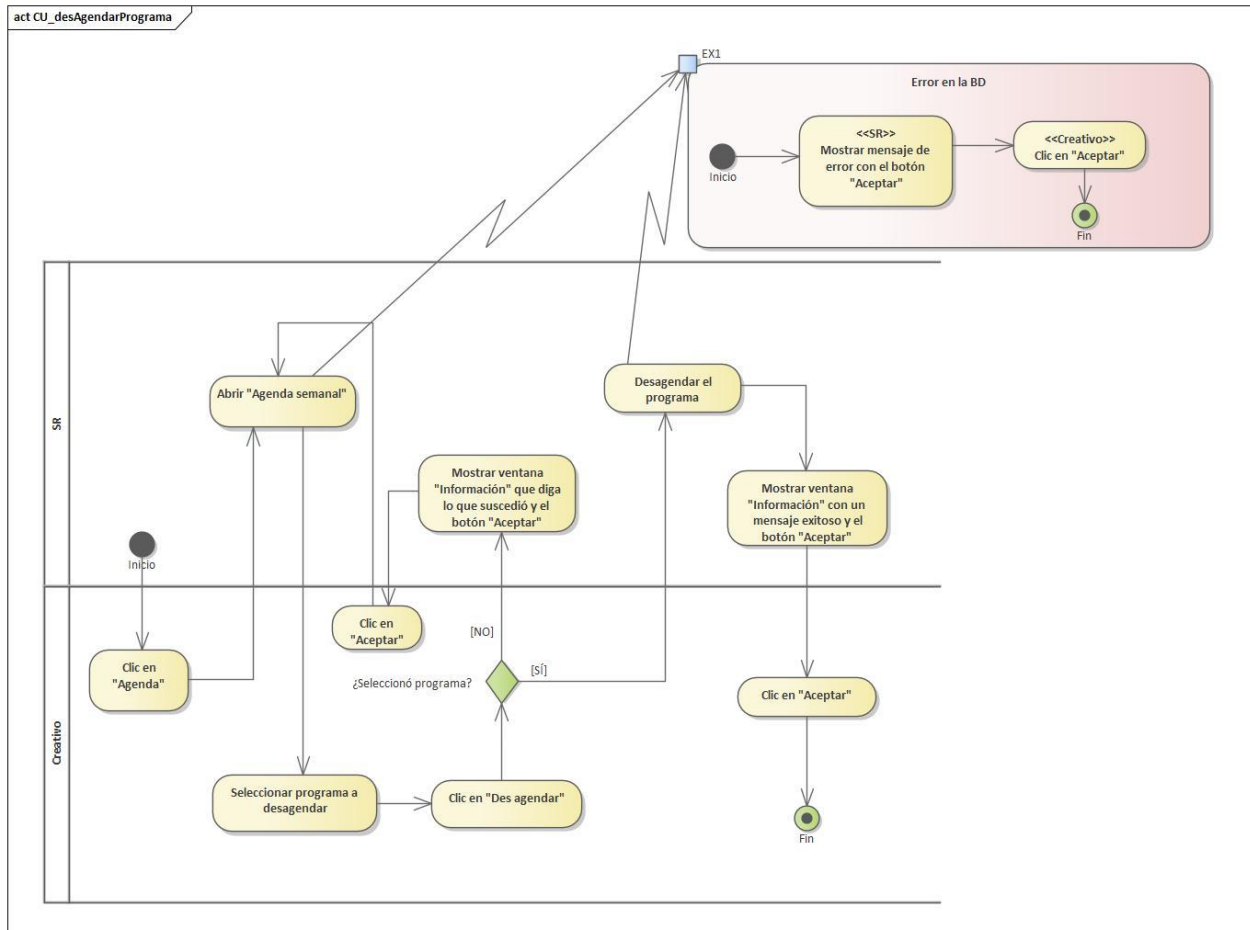 act CU_desAgendarPrograma
EX1
Error en la BD
<<SR>>
Mostrar mensaje de
error con el botón
"Aceptar"
<<Creativo>>
Clic en "Aceptar"
Inicio
Fin
SR
Abrir "Agenda semanal"
Desagendar el
programa
Mostrar ventana
"Información" que diga
lo que suscedió y el
botón "Aceptar"
Mostrar ventana
"Información" con un
mensaje exitoso y el
botón "Aceptar"
Inicio
Creativo
Clic en
"Agenda"
Clic en
"Aceptar"
[NO]
[SÍ]
¿Seleccionó programa?
Clic en "Aceptar"
Seleccionar programa a
desagendar
Clic en "Des agendar"
Fin